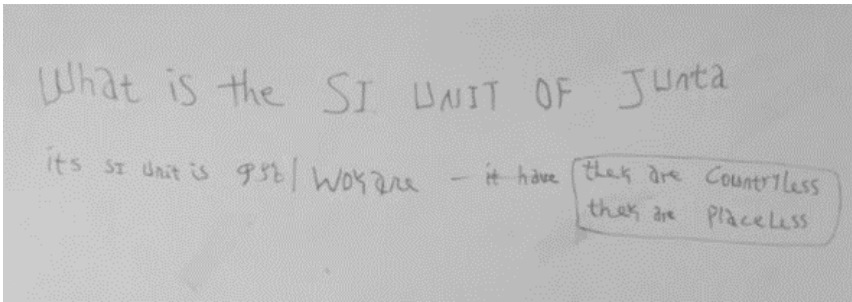 What is the SI UNIT OF Junta
its SI Unit is | - it have they are Countryless
they are PlaceLess